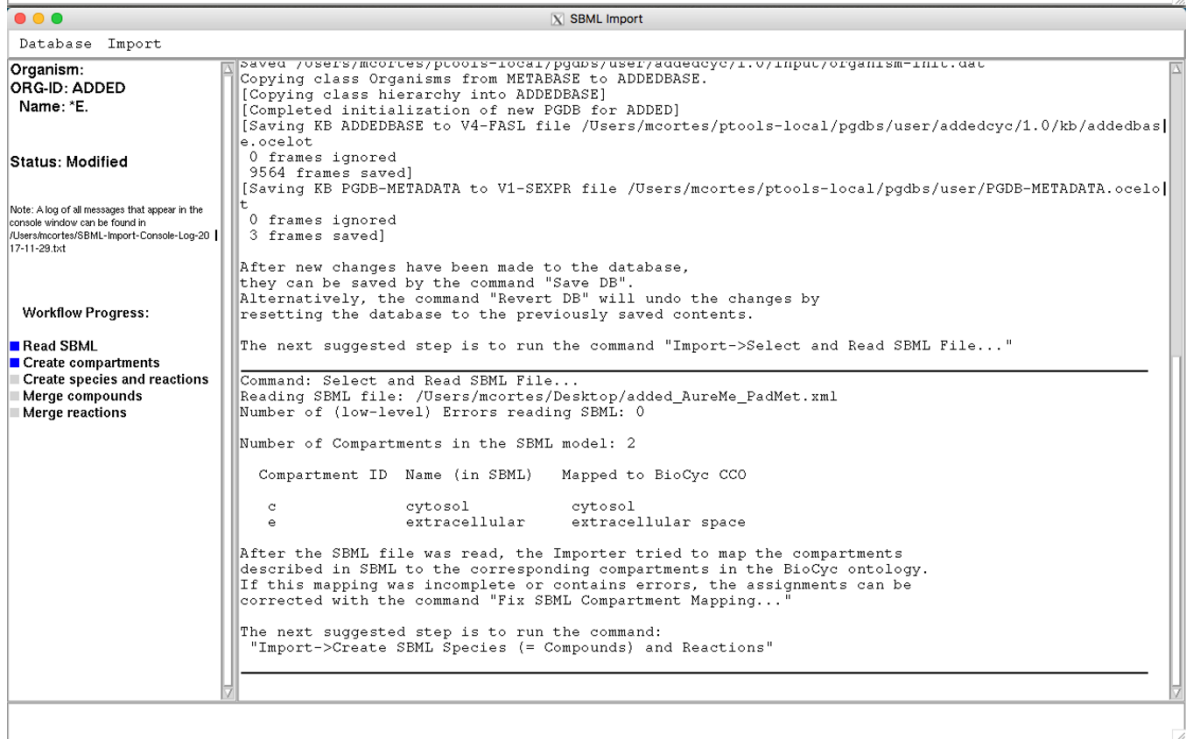 SBML Import
Database Import
Organism:
ORG-ID: ADDED
Name: *E.
Status: Modified
Note: A log of all messages that appear in the
console window can be found in
/Users/mcortes/SBML-Import-Console-Log-20
17-11-29.txt
Workflow Progress:
Read SBML
Create compartments
Create species and reactions
Merge compounds
Merge reactions
Saved /Users/mcortes/ptools-local/pgdbs/user/addedcyc/1.0/input/organism-init.dat
Copying class Organisms from METABASE to ADDEDBASE.
[Copying class hierarchy into ADDEDBASE]
[Completed initialization of new PGDB for ADDED]
[Saving KB ADDEDBASE to V4-FASL file /Users/mcortes/ptools-local/pgdbs/user/addedcyc/1.0/kb/addedbas
e.ocelot
0 frames ignored
9564 frames saved]
[Saving KB PGDB-METADATA to V1-SEXPR file /Users/mcortes/ptools-local/pgdbs/user/PGDB-METADATA.ocelo
t
0 frames ignored
3 frames saved]
After new changes have been made to the database,
they can be saved by the command "Save DB".
Alternatively, the command "Revert DB" will undo the changes by
resetting the database to the previously saved contents.
The next suggested step is to run the command "Import->Select and Read SBML File..."
Command: Select and Read SBML File...
Reading SBML file: /Users/mcortes/Desktop/added_AureMe_PadMet.xml
Number of (low-level) Errors reading SBML: 0
Number of Compartments in the SBML model: 2
Compartment ID Name (in SBML) Mapped to BioCyc CCO
c cytosol cytosol
e extracellular extracellular space
After the SBML file was read, the Importer tried to map the compartments
described in SBML to the corresponding compartments in the BioCyc ontology.
If this mapping was incomplete or contains errors, the assignments can be
corrected with the command "Fix SBML Compartment Mapping..."
The next suggested step is to run the command:
"Import->Create SBML Species (= Compounds) and Reactions"